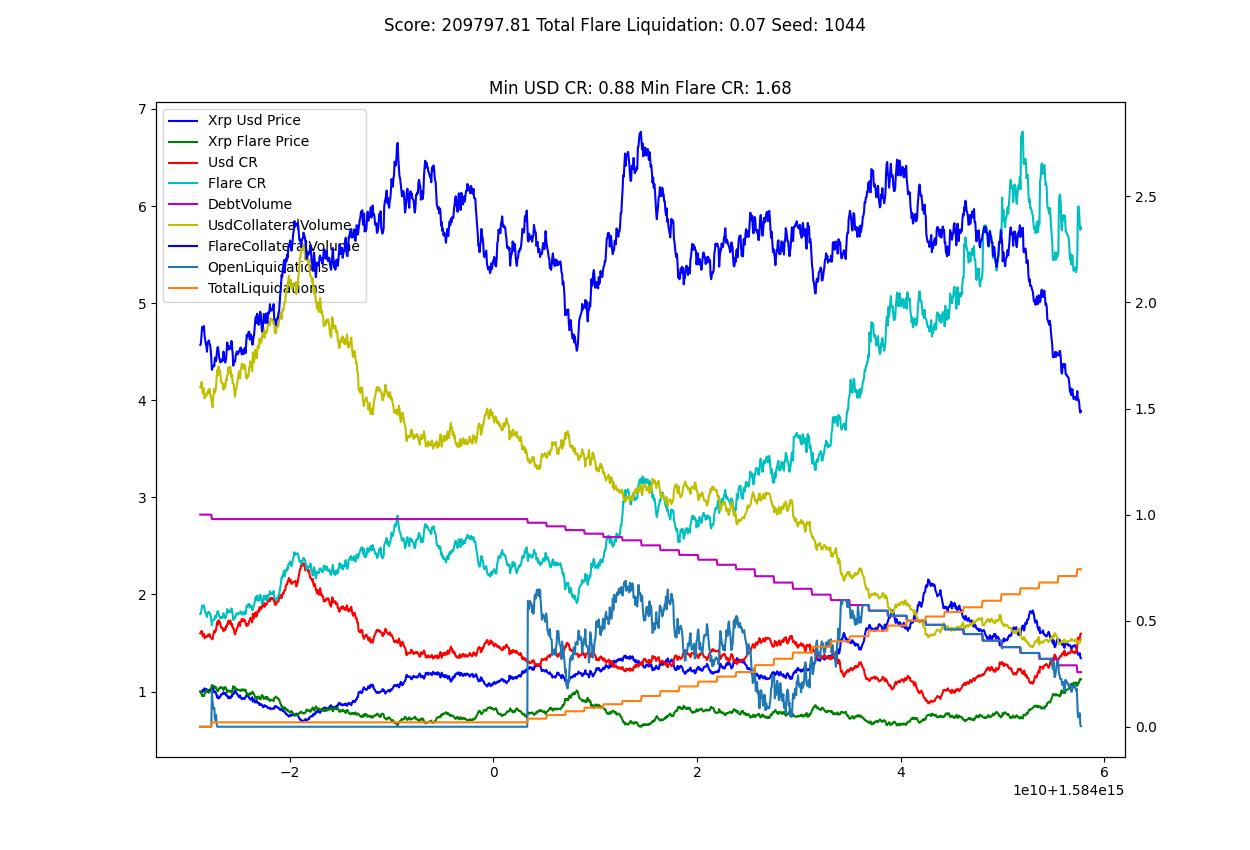 Score: 209797.81 Total Flare Liquidation: 0.07 Seed: 1044
Min USD CR: 0.88 Min Flare CR: 1.68
Xrp Usd Price
Xrp Flare Price
Usd CR
Flare CR
DebtVolume
UsdCollateralVolume
FlareCollateralVolume
OpenLiquidations
TotalLiquidations
7
6
5
4
3
2
1
2.5
2.0
1.5
1.0
0.5
0.0
−2
0
2
4
6
1e10+1.584e15